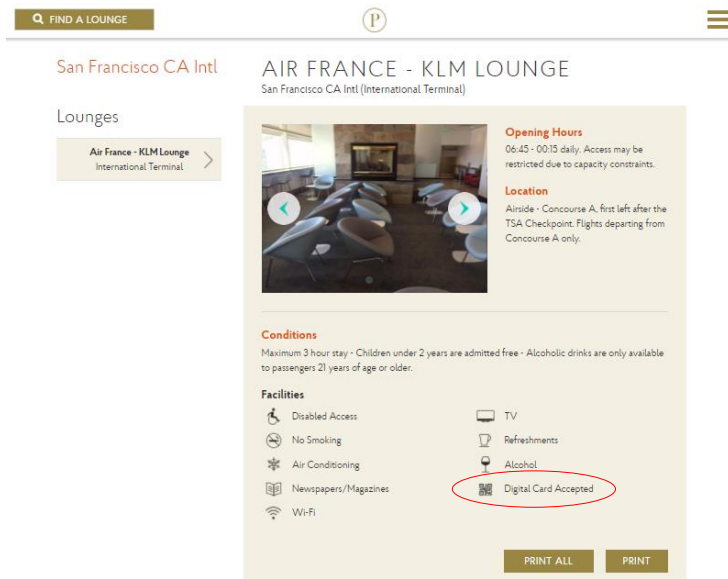 FIND A LOUNGE
P
San Francisco CA Intl
Lounges
Air France - KLM Lounge
International Terminal
AIR FRANCE - KLM LOUNGE
San Francisco CA Intl (International Terminal)
Opening Hours
06:45 - 00:15 daily. Access may be
restricted due to capacity constraints.
Location
Airside - Concourse A, first left after the
TSA Checkpoint. Flights departing from
Concourse A only.
Conditions
Maximum 3 hour stay - Children under 2 years are admitted free - Alcoholic drinks are only available
to passengers 21 years of age or older.
Facilities
Disabled Access
No Smoking
Air Conditioning
Newspapers/Magazines
Wi-Fi
TV
Refreshments
Alcohol
Digital Card Accepted
PRINT ALL
PRINT